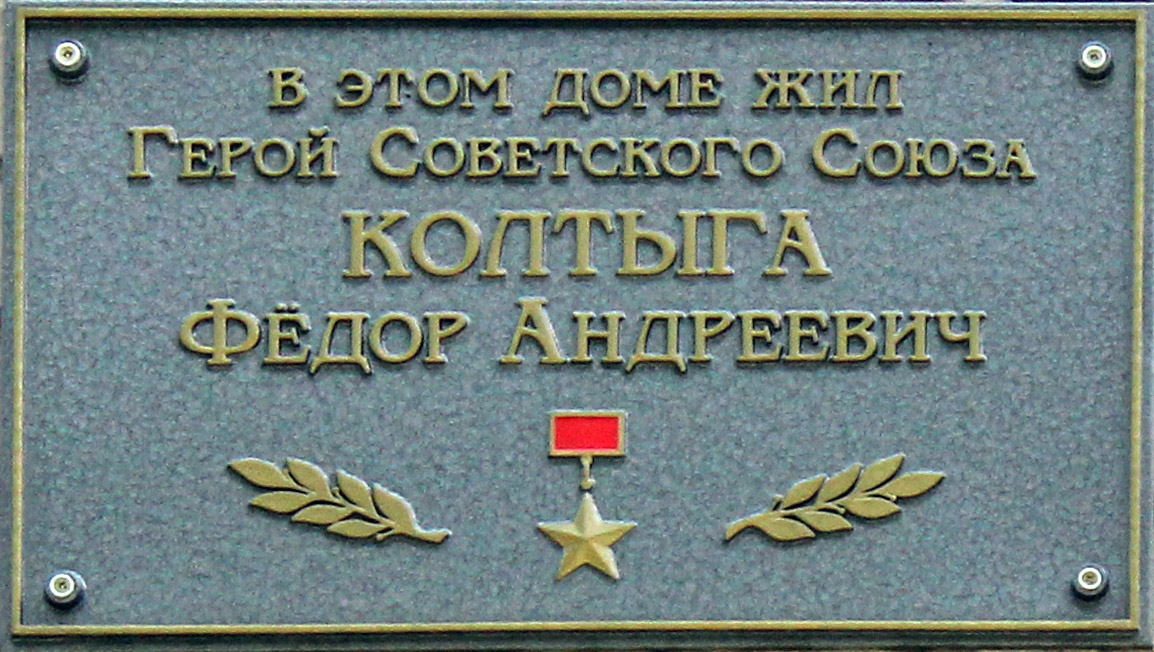 В ЭТОМ ДОМЕ ЖИЛ
ГЕРОЙ СОВЕТСКОГО СОЮЗА
КОЛТЫГА
ФЁДОР АНДРЕЕВИЧ